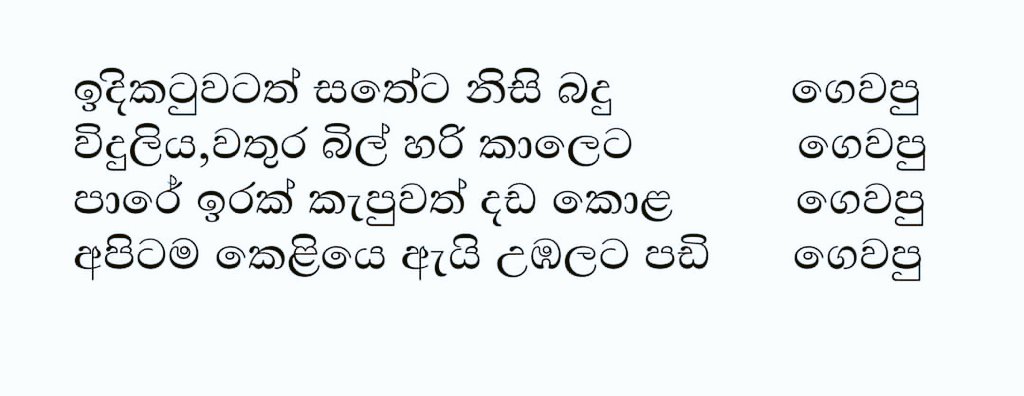 ඉදිකටුවටත් සතේට නිසි බදු ගෙවපු
විදුලිය,වතුර බිල් හරි කාලෙට ගෙවපු
පාරේ ඉරක් කැපුවත් දඩ කොළ ගෙවපු
අපිටම කෙළියෙ ඇයි උඹලට පඩි ගෙවපු